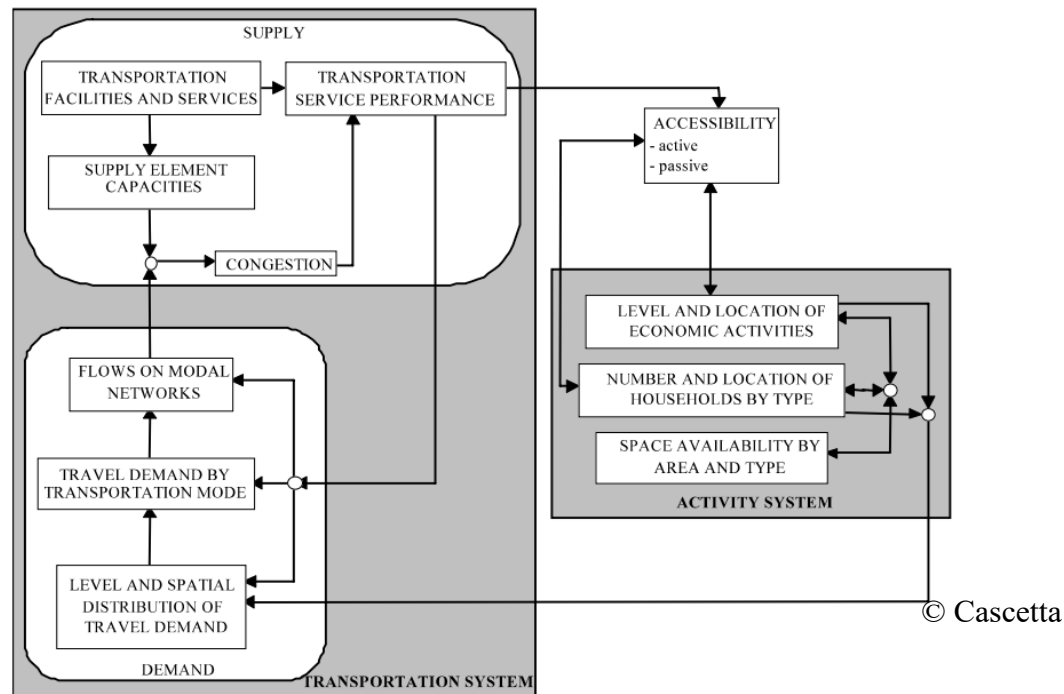 SUPPLY
TRANSPORTATION
FACILITIES AND SERVICES
TRANSPORTATION
SERVICE PERFORMANCE
ACCESSIBILITY
- active
- passive
SUPPLY ELEMENT
CAPACITIES
CONGESTION
LEVEL AND LOCATION OF
ECONOMIC ACTIVITIES
FLOWS ON MODAL
NETWORKS
NUMBER AND LOCATION OF
HOUSEHOLDS BY TYPE
SPACE AVAILABILITY BY
AREA AND TYPE
TRAVEL DEMAND BY
TRANSPORTATION MODE
ACTIVITY SYSTEM
LEVEL AND SPATIAL
DISTRIBUTION OF
TRAVEL DEMAND
© Cascetta
DEMAND
TRANSPORTATION SYSTEM